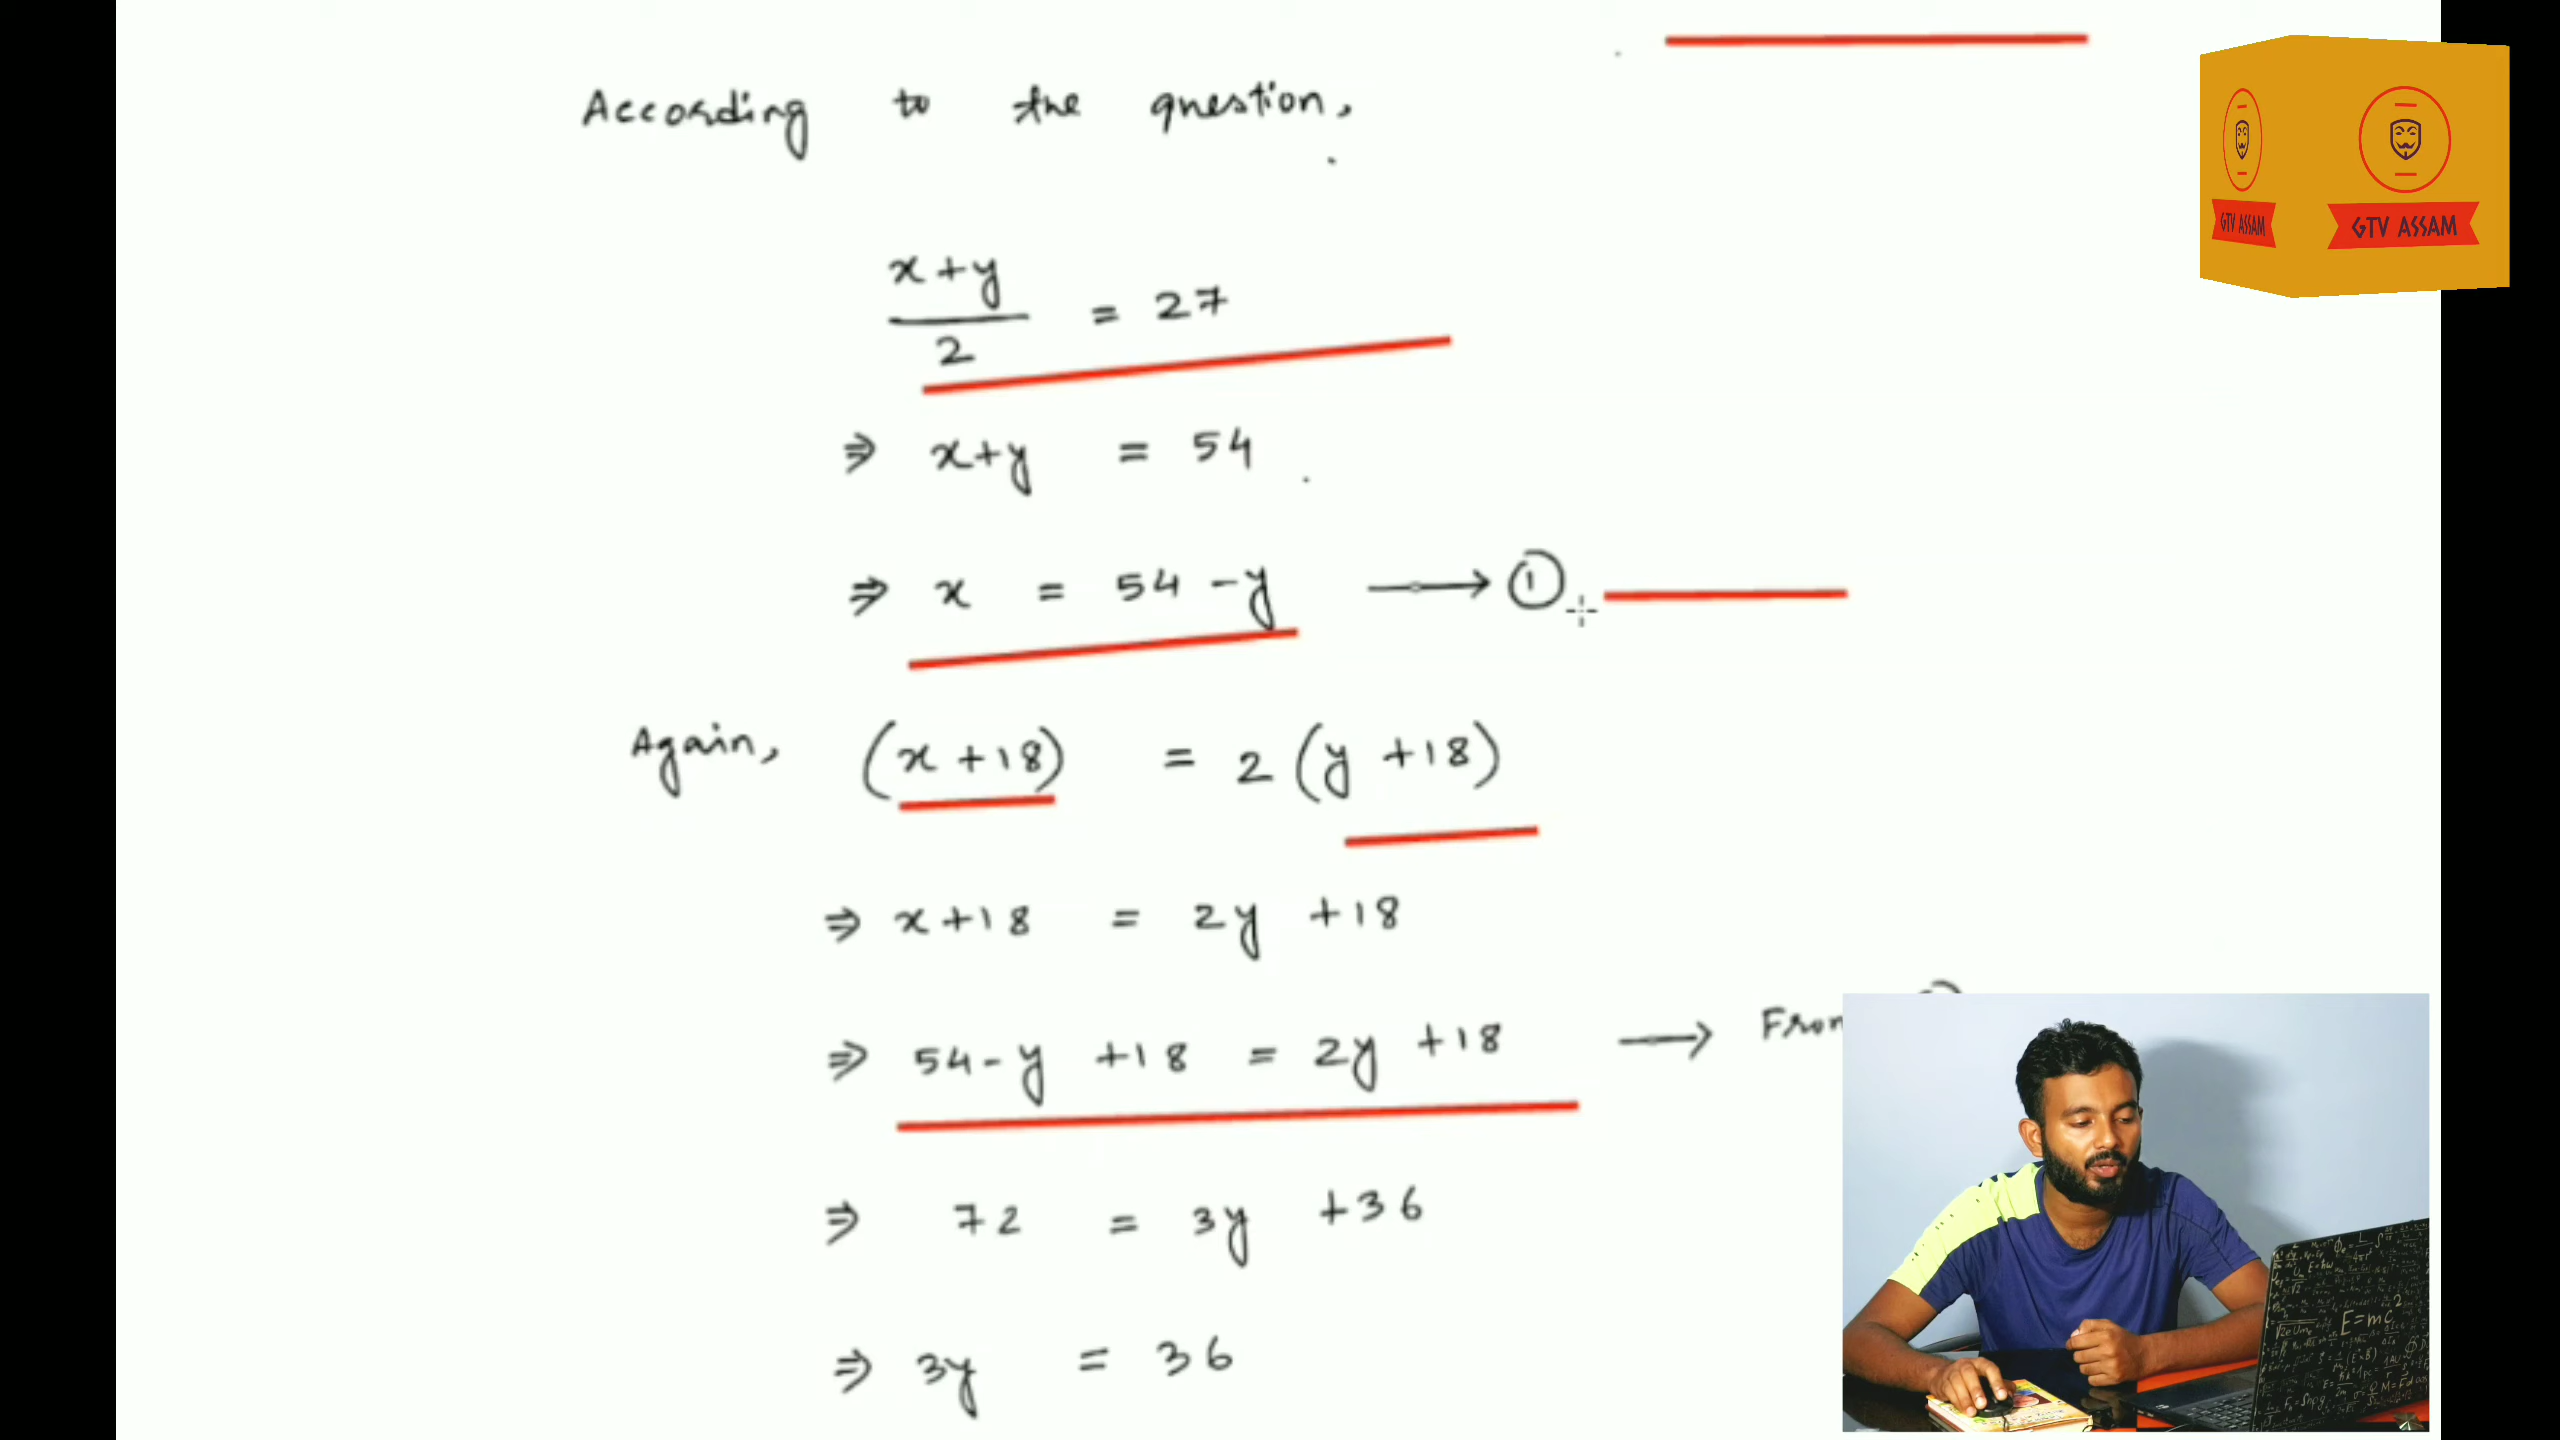 According to the question,
x+y
2
= 27
⇒ x+y = 54
⇒ x = 54 - y ⟶ ①
Again, (x +18) = 2 (y +18)
⇒ x+18 = 2y +18
⇒ 54-y +18 = 2y +18 ⟶
⇒ 72 = 3y +36
⇒ 3y = 36
GTV ASSAM
GTV ASSAM
E=mc²